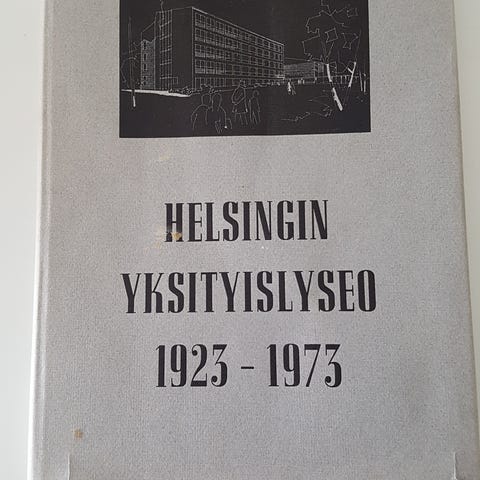 HELSINGIN
YKSITYISLYSEO
1923 - 1973